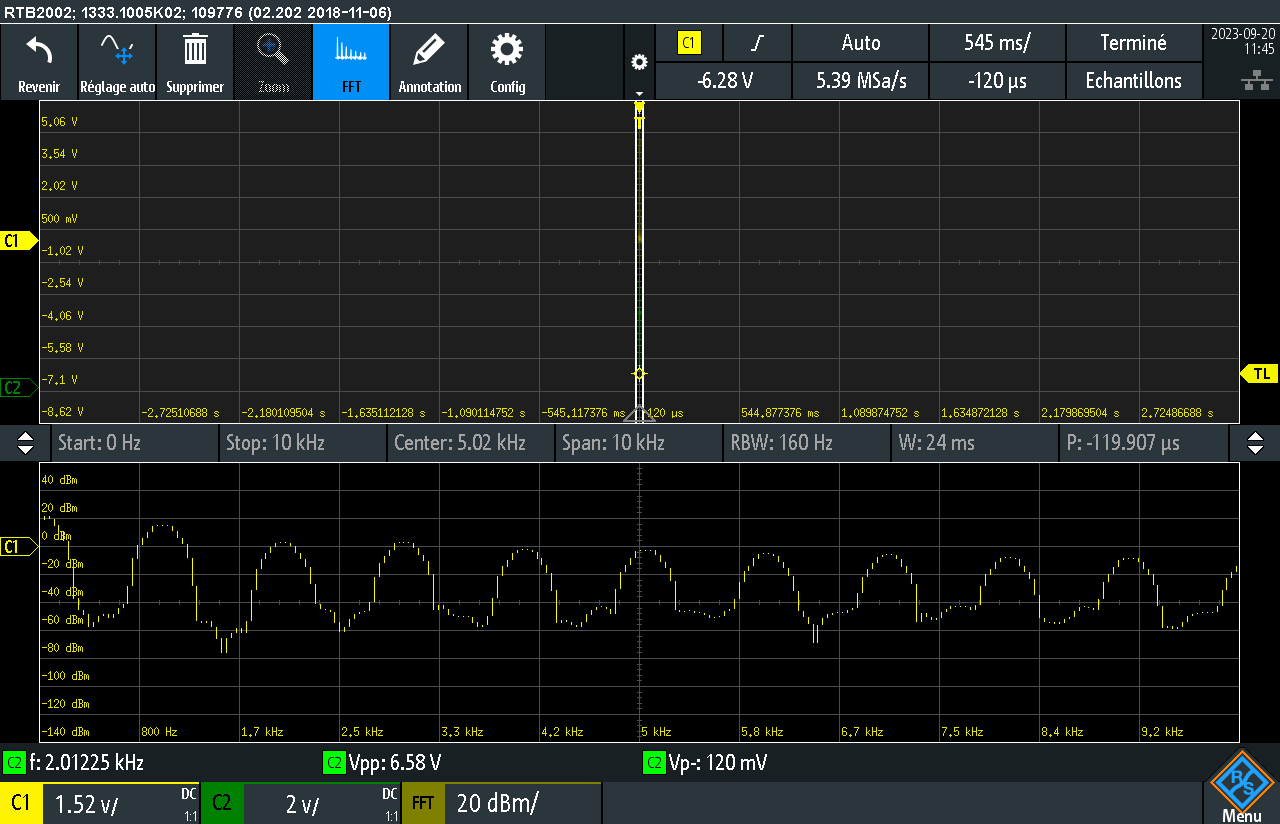 RTB2002; 1333.1005K02; 109776 (02.202 2018-11-06)
Revenir Réglage auto Supprimer Zoom FFT Annotation Config
C1 Auto 545 ms/ Terminé 2023-09-20
11:45
-6.28 V 5.39 MSa/s -120 µs Echantillons
T
5.06 V
3.54 V
2.02 V
500 mV
C1
-1.02 V
-2.54 V
-4.06 V
-5.58 V
-7.1 V TL
C2
-8.62 V -2.72510688 s -2.180109504 s -1.635112128 s -1.090114752 s -545.117376 ms -120 µs 544.877376 ms 1.089874752 s 1.634872128 s 2.179869504 s 2.72486688 s
Start: 0 Hz Stop: 10 kHz Center: 5.02 kHz Span: 10 kHz RBW: 160 Hz W: 24 ms P: -119.907 µs
40 dBm
20 dBm
0 dBm
C1
-20 dBm
-40 dBm
-60 dBm
-80 dBm
-100 dBm
-120 dBm
-140 dBm 800 Hz 1.7 kHz 2.5 kHz 3.3 kHz 4.2 kHz 5 kHz 5.8 kHz 6.7 kHz 7.5 kHz 8.4 kHz 9.2 kHz
C2 f: 2.01225 kHz C2 Vpp: 6.58 V C2 Vp-: 120 mV
C1 1.52 v/ DC 1:1 C2 2 v/ DC 1:1 FFT 20 dBm/
R&S
Menu